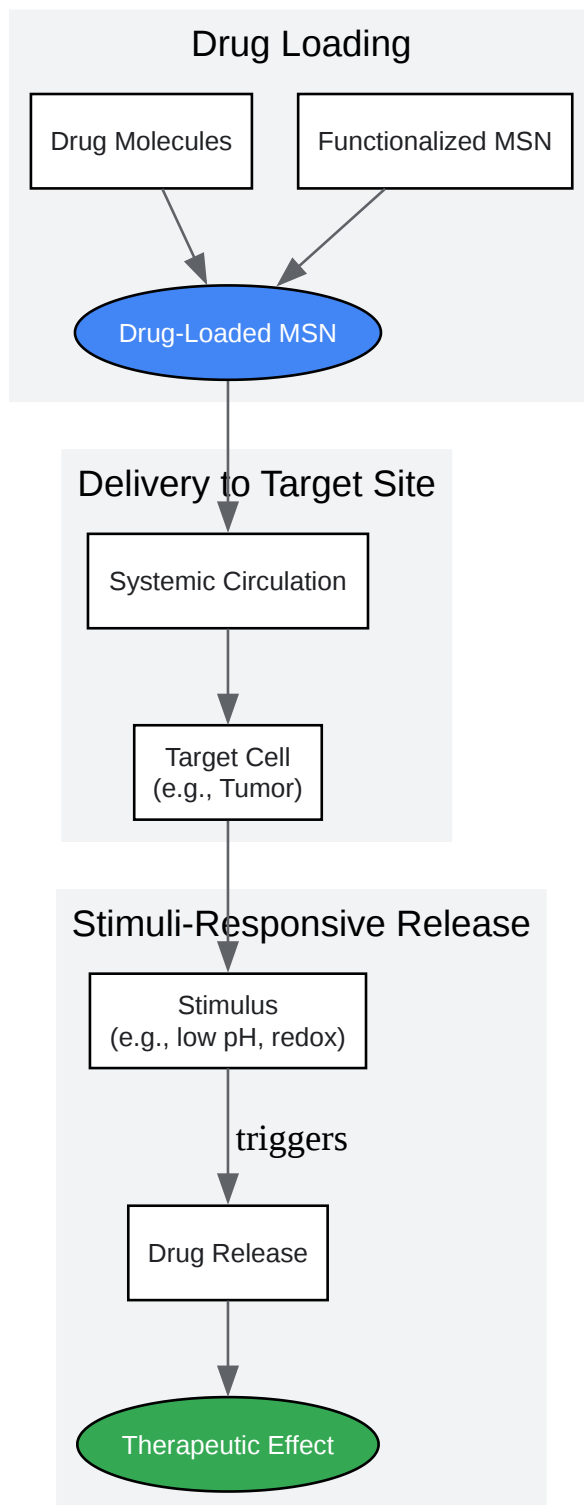 Drug Loading
Drug Molecules
Functionalized MSN
Drug-Loaded MSN
Delivery to Target Site
Systemic Circulation
Target Cell
(e.g., Tumor)
Stimuli-Responsive Release
Stimulus
(e.g., low pH, redox)
triggers
Drug Release
Therapeutic Effect